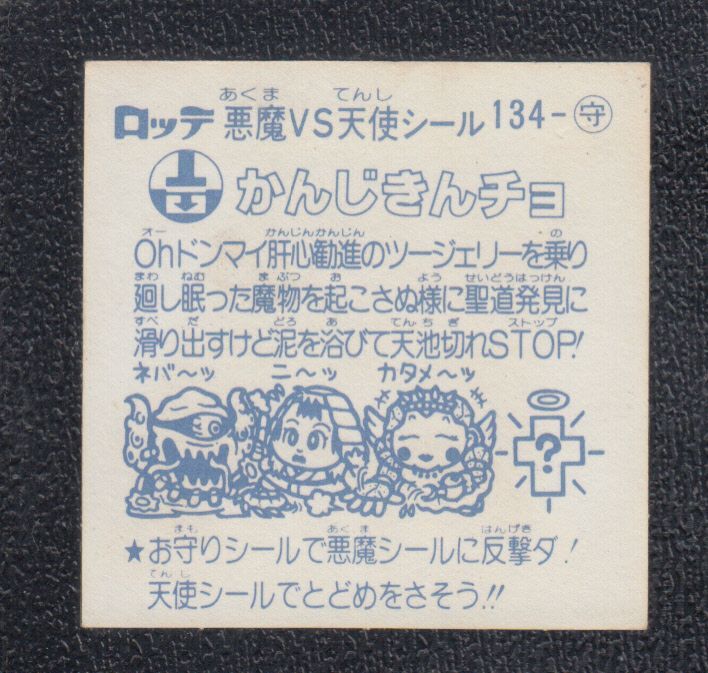 あくま てんし
ロッテ 悪魔VS天使シール 134-守
かんじきんチョ
オー かんじんかんじん の
Ohドンマイ肝心勧進のツージェリーを乗り
まわ ねむ まぶつ お よう せいどうはっけん
廻し眠った魔物を起こさぬ様に聖道発見に
すべ だ どろ あ てんちぎ ストップ
滑り出すけど泥を浴びて天池切れSTOP!
ネバ〜ッ ニ〜ッ カタメ〜ッ
?
まも あくま はんげき
★お守りシールで悪魔シールに反撃ダ!
てんし
天使シールでとどめをさそう!!